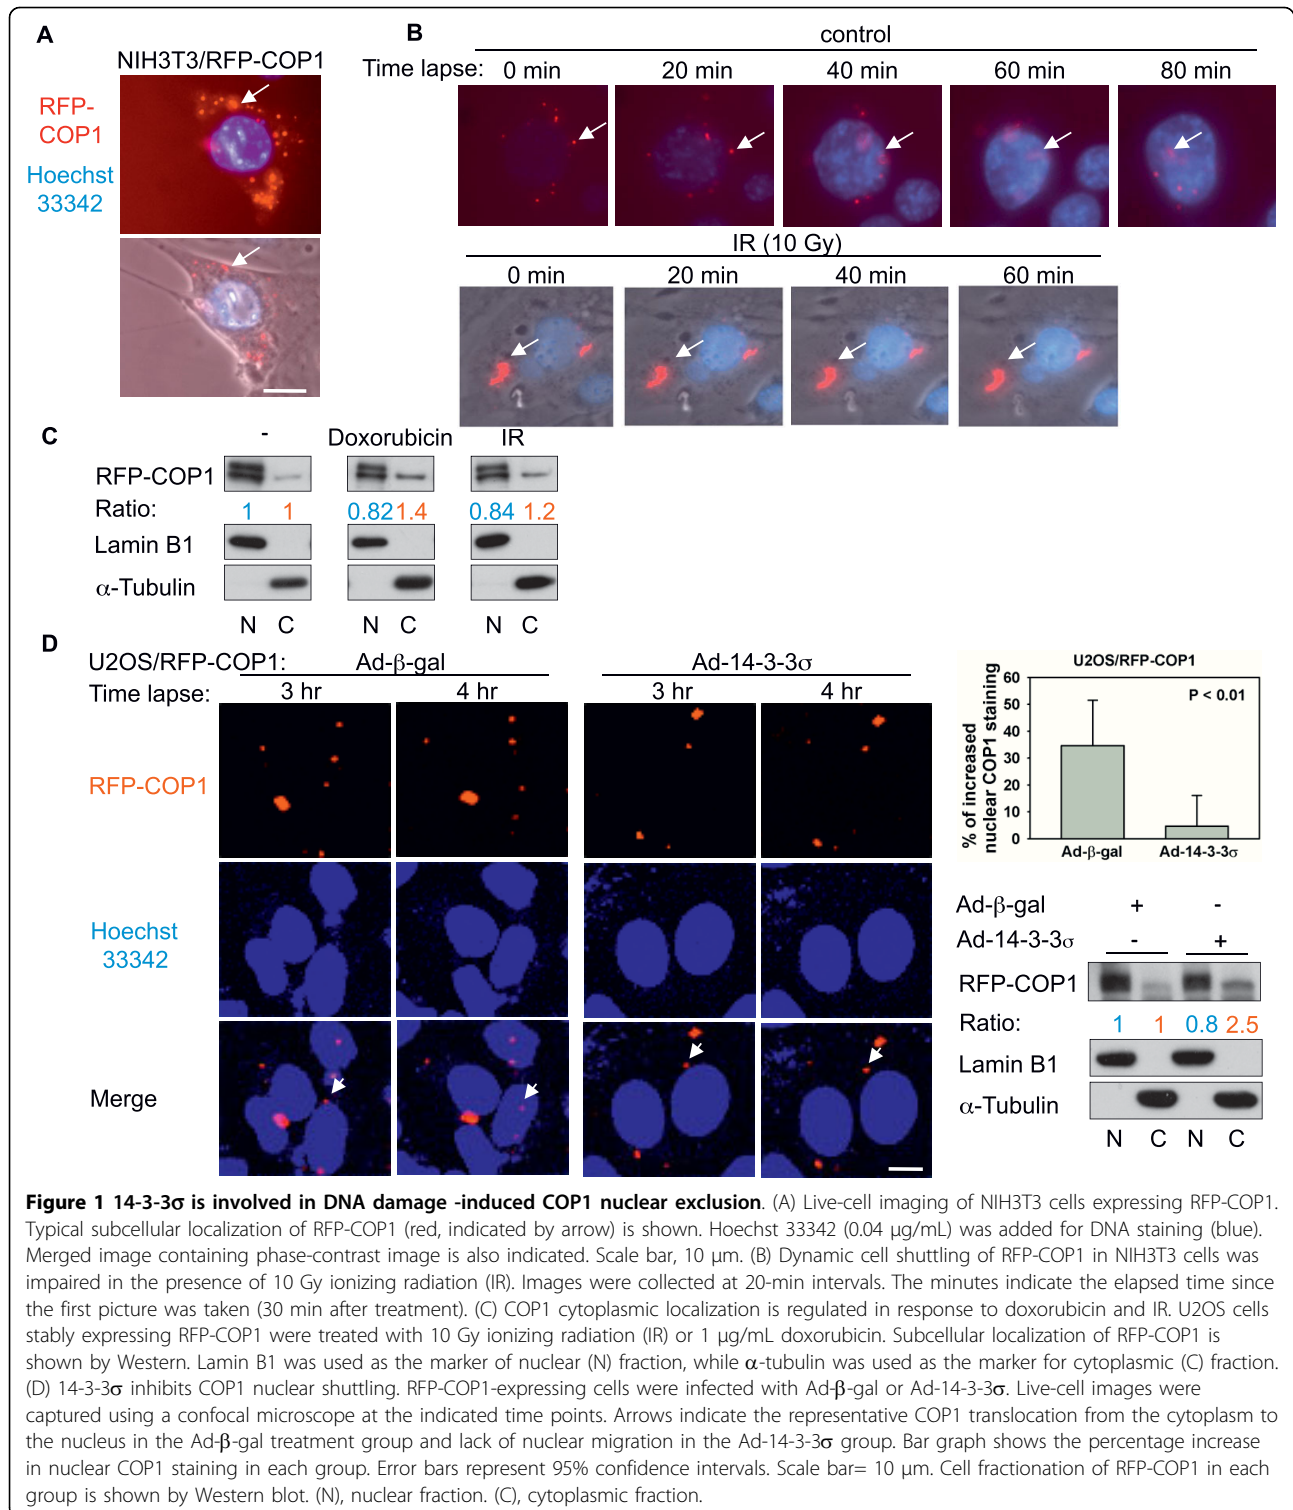 A
NIH3T3/RFP-COP1
RFP-
COP1
Hoechst
33342
B
control
Time lapse: 0 min 20 min 40 min 60 min 80 min
IR (10 Gy)
0 min 20 min 40 min 60 min
C
- Doxorubicin IR
RFP-COP1
Ratio: 1 1 0.82 1.4 0.84 1.2
Lamin B1
α-Tubulin
N C N C N C
D
U2OS/RFP-COP1: Ad-β-gal Ad-14-3-3σ
Time lapse: 3 hr 4 hr 3 hr 4 hr
RFP-COP1
Hoechst
33342
Merge
U2OS/RFP-COP1
% of increased
nuclear COP1 staining
60
50
40
30
20
10
0
P < 0.01
Ad-β-gal Ad-14-3-3σ
Ad-β-gal + -
Ad-14-3-3σ - +
RFP-COP1
Ratio: 1 1 0.8 2.5
Lamin B1
α-Tubulin
N C N C
Figure 1 14-3-3σ is involved in DNA damage -induced COP1 nuclear exclusion. (A) Live-cell imaging of NIH3T3 cells expressing RFP-COP1.
Typical subcellular localization of RFP-COP1 (red, indicated by arrow) is shown. Hoechst 33342 (0.04 μg/mL) was added for DNA staining (blue).
Merged image containing phase-contrast image is also indicated. Scale bar, 10 μm. (B) Dynamic cell shuttling of RFP-COP1 in NIH3T3 cells was
impaired in the presence of 10 Gy ionizing radiation (IR). Images were collected at 20-min intervals. The minutes indicate the elapsed time since
the first picture was taken (30 min after treatment). (C) COP1 cytoplasmic localization is regulated in response to doxorubicin and IR. U2OS cells
stably expressing RFP-COP1 were treated with 10 Gy ionizing radiation (IR) or 1 μg/mL doxorubicin. Subcellular localization of RFP-COP1 is
shown by Western. Lamin B1 was used as the marker of nuclear (N) fraction, while α-tubulin was used as the marker for cytoplasmic (C) fraction.
(D) 14-3-3σ inhibits COP1 nuclear shuttling. RFP-COP1-expressing cells were infected with Ad-β-gal or Ad-14-3-3σ. Live-cell images were
captured using a confocal microscope at the indicated time points. Arrows indicate the representative COP1 translocation from the cytoplasm to
the nucleus in the Ad-β-gal treatment group and lack of nuclear migration in the Ad-14-3-3σ group. Bar graph shows the percentage increase
in nuclear COP1 staining in each group. Error bars represent 95% confidence intervals. Scale bar= 10 μm. Cell fractionation of RFP-COP1 in each
group is shown by Western blot. (N), nuclear fraction. (C), cytoplasmic fraction.